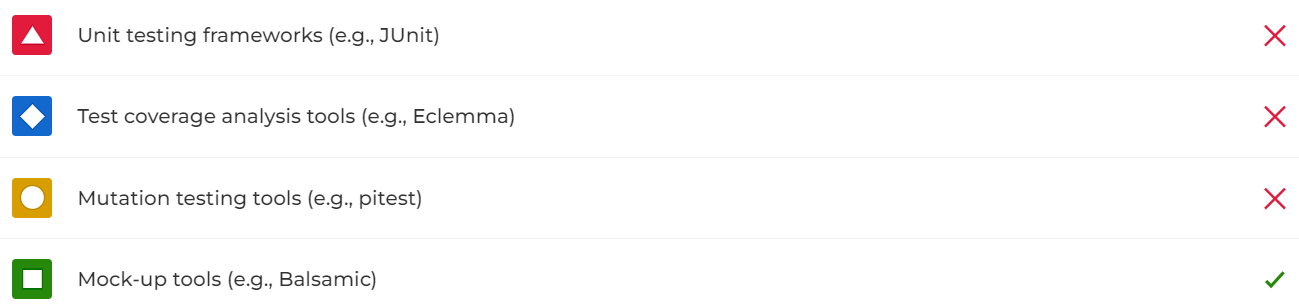 Unit testing frameworks (e.g., JUnit)
Test coverage analysis tools (e.g., Eclemma)
Mutation testing tools (e.g., pitest)
Mock-up tools (e.g., Balsamic)